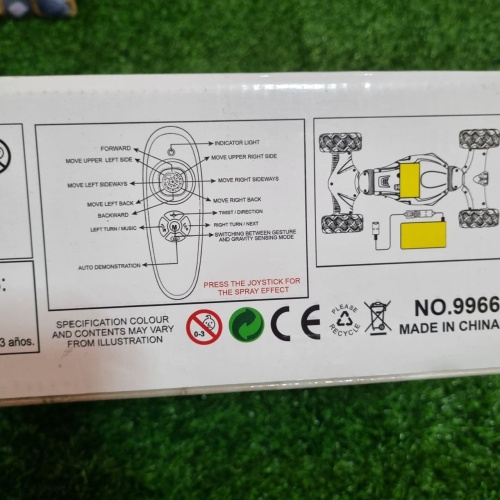 FORWARD
MOVE UPPER LEFT SIDE
MOVE LEFT SIDEWAYS
MOVE LEFT BACK
BACKWARD
LEFT TURN / MUSIC
AUTO DEMONSTRATION
INDICATOR LIGHT
MOVE UPPER RIGHT SIDE
MOVE RIGHT SIDEWAYS
MOVE RIGHT BACK
TWIST / DIRECTION
RIGHT TURN / NEXT
SWITCHING BETWEEN GESTURE
AND GRAVITY SENSING MODE
M
PRESS THE JOYSTICK FOR
THE SPRAY EFFECT
3 años.
SPECIFICATION COLOUR
AND CONTENTS MAY VARY
FROM ILLUSTRATION
0-3
CE
PLEASE
RECYCLE
NO.9966
MADE IN CHINA